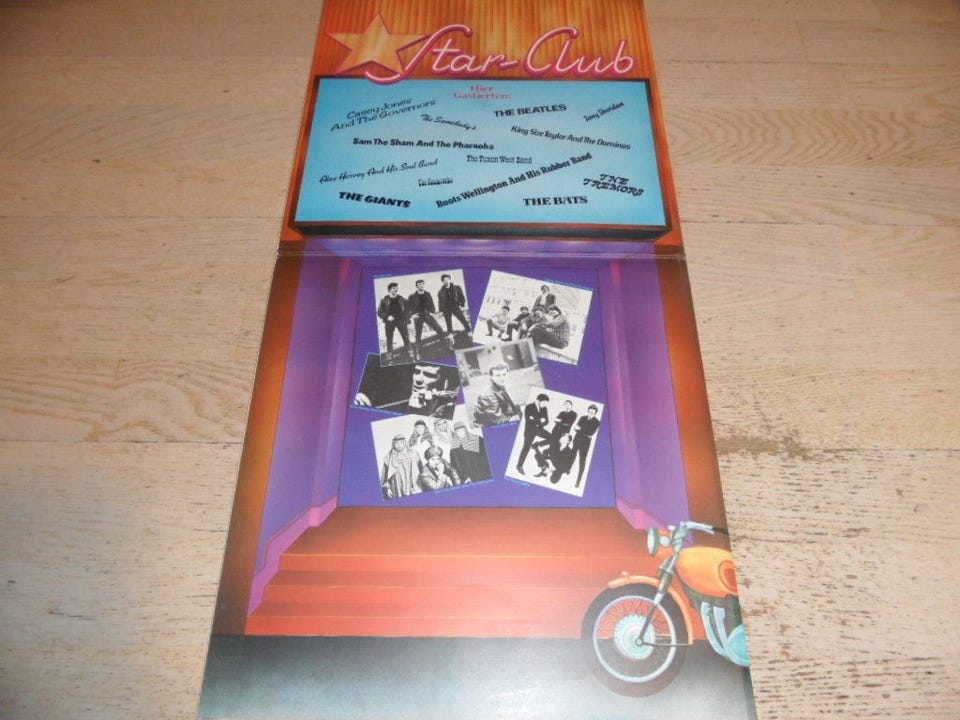 Star-Club
Hier
Gastierten:
Casey Jones
And The Governors
THE BEATLES
Tony Sheridan
The Somebody's
King Size Taylor And The Dominos
Sam The Sham And The Pharaohs
The Tuxon West Band
Alex Harvey And His Soul Band
Boots Wellington And His Rubber Band
THE
TREMORS
THE GIANTS
THE BATS